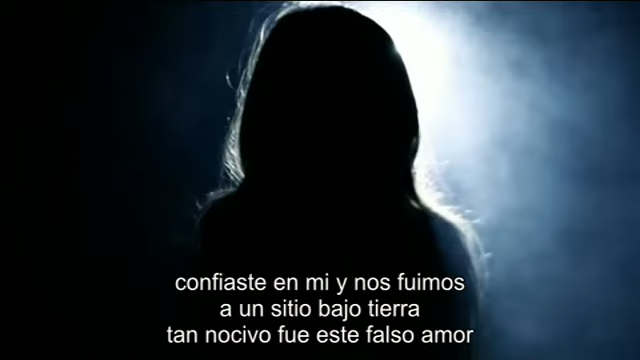 confiaste en mi y nos fuimos
a un sitio bajo tierra
tan nocivo fue este falso amor